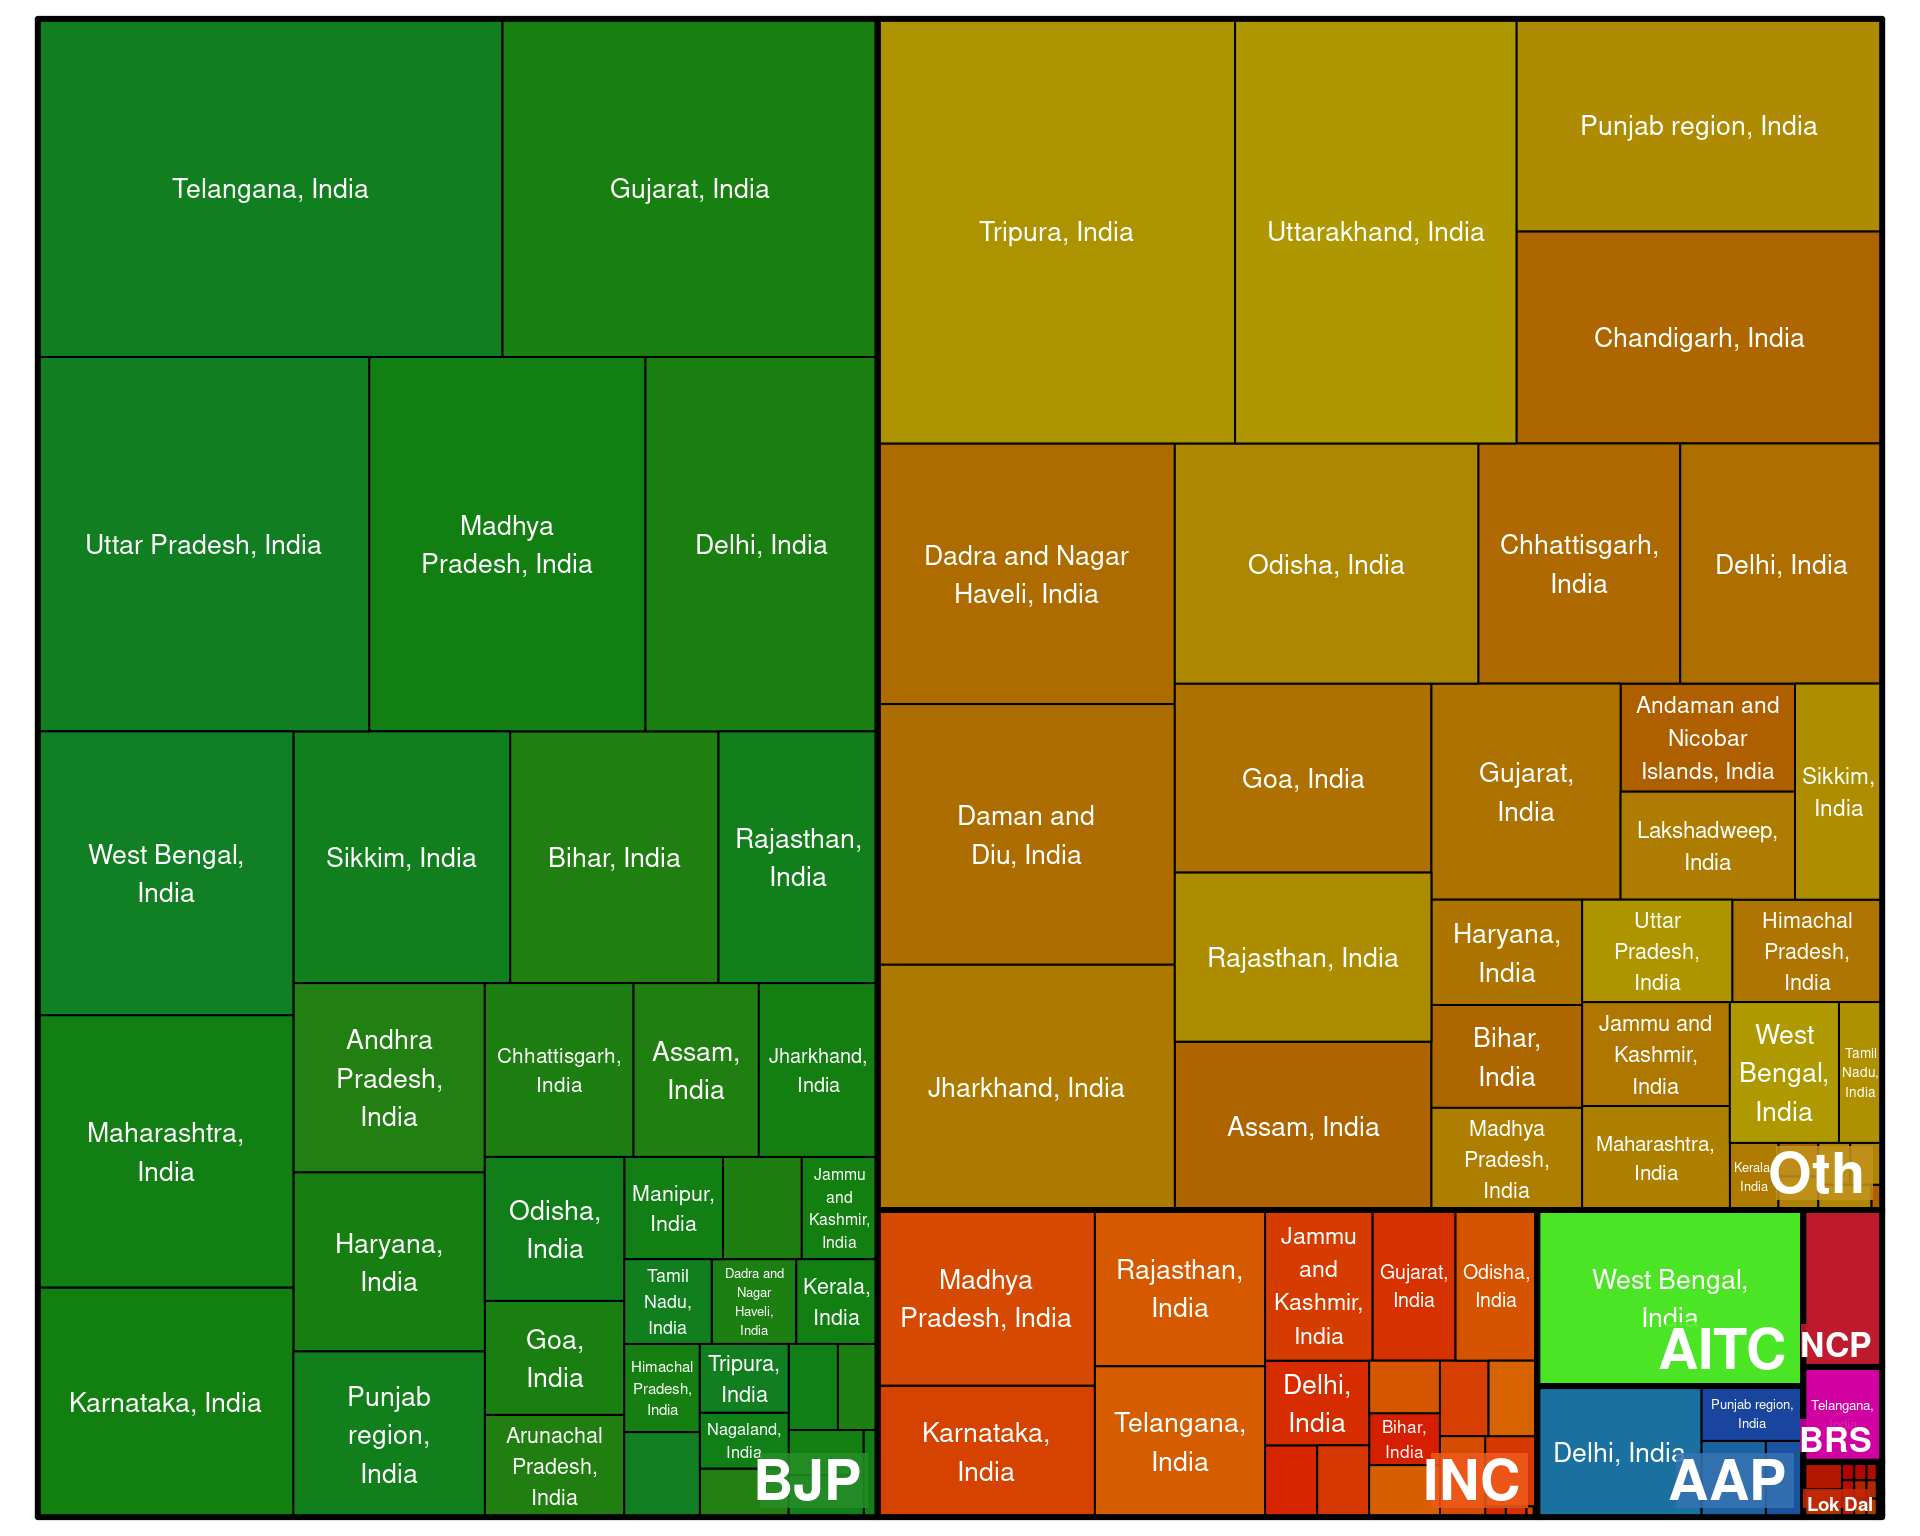 Telangana, India
Gujarat, India
Uttar Pradesh, India
Madhya
Pradesh, India
Delhi, India
West Bengal,
India
Sikkim, India
Bihar, India
Rajasthan,
India
Maharashtra,
India
Karnataka, India
Andhra
Pradesh,
India
Haryana,
India
Punjab
region,
India
Chhattisgarh,
India
Assam,
India
Jharkhand,
India
Odisha,
India
Goa,
India
Arunachal
Pradesh,
India
Manipur,
India
Jammu
and
Kashmir,
India
Tamil
Nadu,
India
Dadra and
Nagar
Haveli,
India
Kerala,
India
Himachal
Pradesh,
India
Tripura,
India
Nagaland,
India
BJP
Tripura, India
Uttarakhand, India
Punjab region, India
Chandigarh, India
Dadra and Nagar
Haveli, India
Odisha, India
Chhattisgarh,
India
Delhi, India
Daman and
Diu, India
Jharkhand, India
Goa, India
Rajasthan, India
Assam, India
Gujarat,
India
Andaman and
Nicobar
Islands, India
Lakshadweep,
India
Sikkim,
India
Haryana,
India
Uttar
Pradesh,
India
Himachal
Pradesh,
India
Bihar,
India
Jammu and
Kashmir,
India
West
Bengal,
India
Tamil
Nadu,
India
Madhya
Pradesh,
India
Maharashtra,
India
Kerala,
India
Oth
Madhya
Pradesh, India
Karnataka,
India
Rajasthan,
India
Telangana,
India
Jammu
and
Kashmir,
India
Gujarat,
India
Odisha,
India
Delhi,
India
Bihar,
India
INC
West Bengal,
India
AITC
Delhi, India
Punjab region,
India
AAP
NCP
Telangana,
India
BRS
Lok Dal